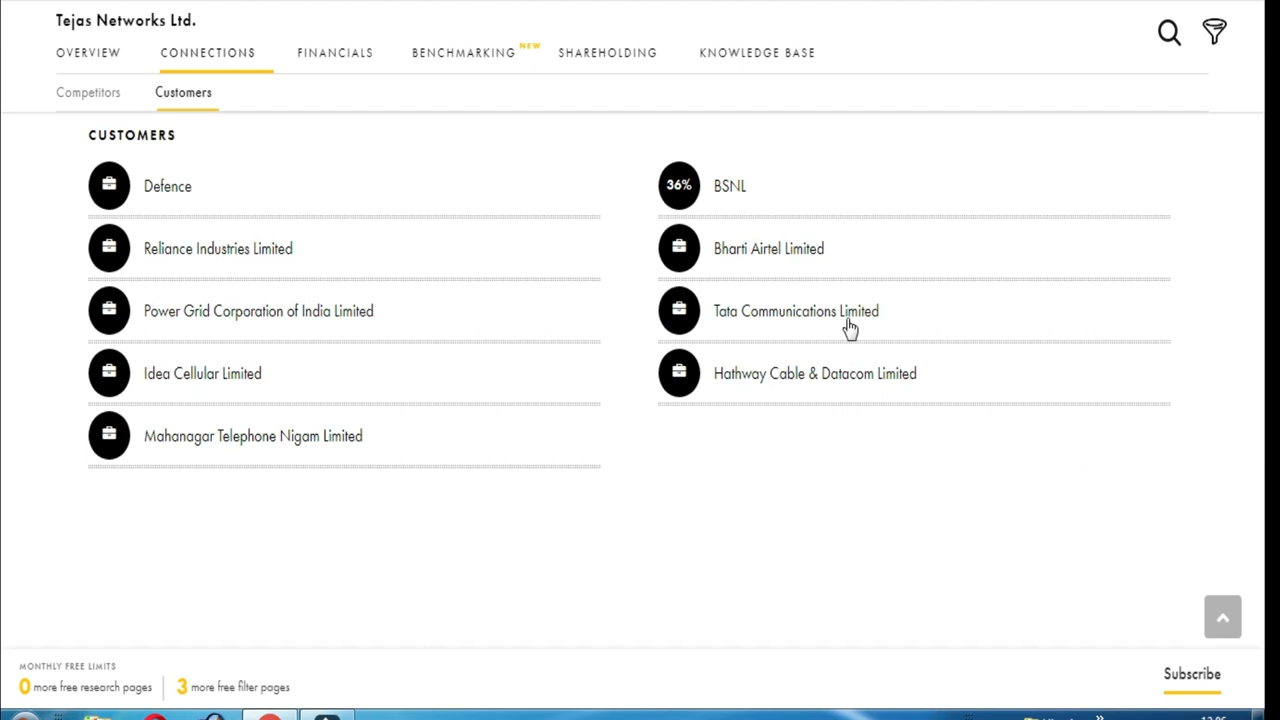 Tejas Networks Ltd.
OVERVIEW CONNECTIONS FINANCIALS BENCHMARKING NEW SHAREHOLDING KNOWLEDGE BASE
Competitors Customers
CUSTOMERS
Defence
36% BSNL
Reliance Industries Limited
Bharti Airtel Limited
Power Grid Corporation of India Limited
Tata Communications Limited
Idea Cellular Limited
Hathway Cable & Datacom Limited
Mahanagar Telephone Nigam Limited
MONTHLY FREE LIMITS
0 more free research pages 3 more free filter pages
Subscribe